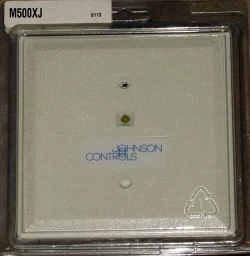 M500XJ
0113
JOHNSON
CONTROLS